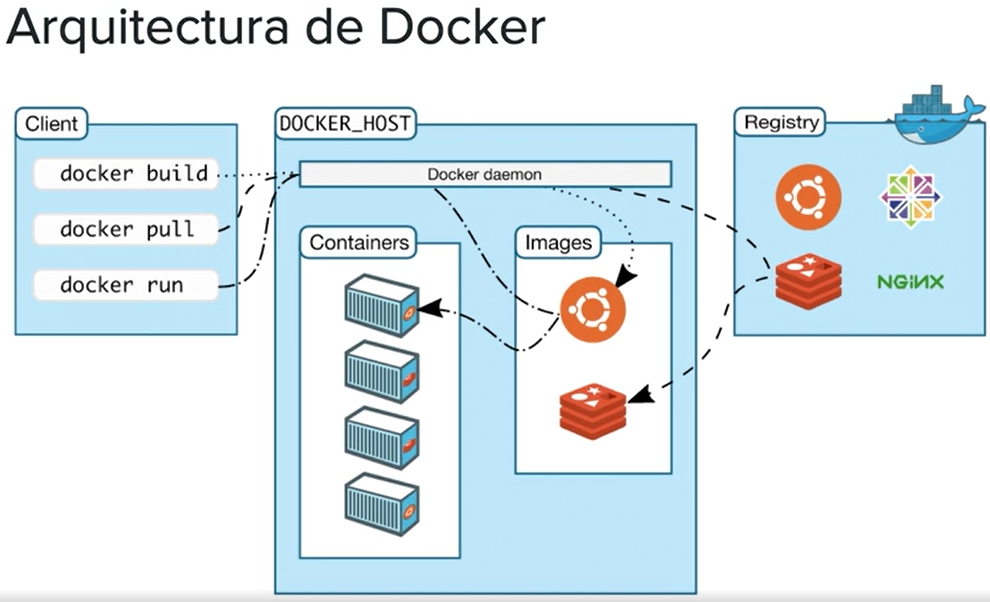 Arquitectura de Docker
Client
docker build
docker pull
docker run
DOCKER_HOST
Docker daemon
Containers
Images
Registry
NGINX